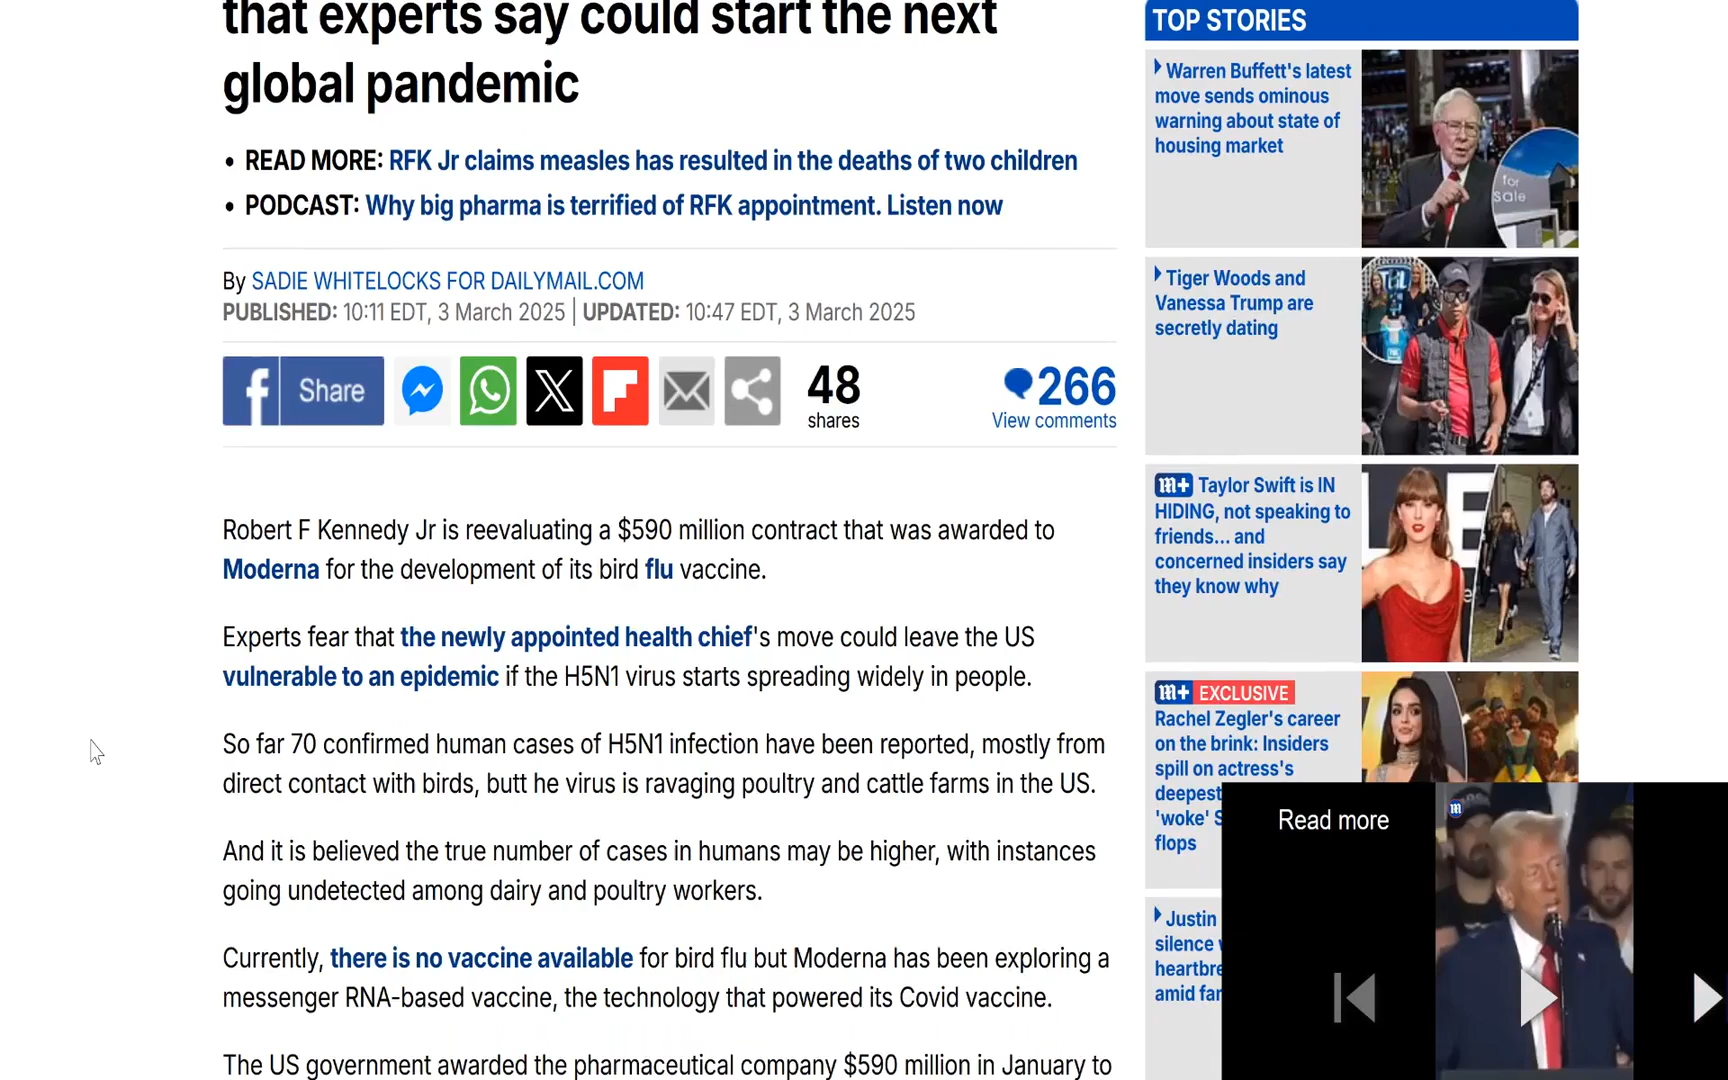 that experts say could start the next
global pandemic
• READ MORE: RFK Jr claims measles has resulted in the deaths of two children
• PODCAST: Why big pharma is terrified of RFK appointment. Listen now
By SADIE WHITELOCKS FOR DAILYMAIL.COM
PUBLISHED: 10:11 EDT, 3 March 2025 | UPDATED: 10:47 EDT, 3 March 2025
f Share
48
shares
266
View comments
Robert F Kennedy Jr is reevaluating a $590 million contract that was awarded to
Moderna for the development of its bird flu vaccine.
Experts fear that the newly appointed health chief's move could leave the US
vulnerable to an epidemic if the H5N1 virus starts spreading widely in people.
So far 70 confirmed human cases of H5N1 infection have been reported, mostly from
direct contact with birds, butt he virus is ravaging poultry and cattle farms in the US.
And it is believed the true number of cases in humans may be higher, with instances
going undetected among dairy and poultry workers.
Currently, there is no vaccine available for bird flu but Moderna has been exploring a
messenger RNA-based vaccine, the technology that powered its Covid vaccine.
The US government awarded the pharmaceutical company $590 million in January to
TOP STORIES
Warren Buffett's latest
move sends ominous
warning about state of
housing market
for
sale
Tiger Woods and
Vanessa Trump are
secretly dating
m+ Taylor Swift is IN
HIDING, not speaking to
friends... and
concerned insiders say
they know why
m+ EXCLUSIVE
Rachel Zegler's career
on the brink: Insiders
spill on actress's
deepest
'woke' S
flops
Justin
silence
heartbre
amid far
Read more